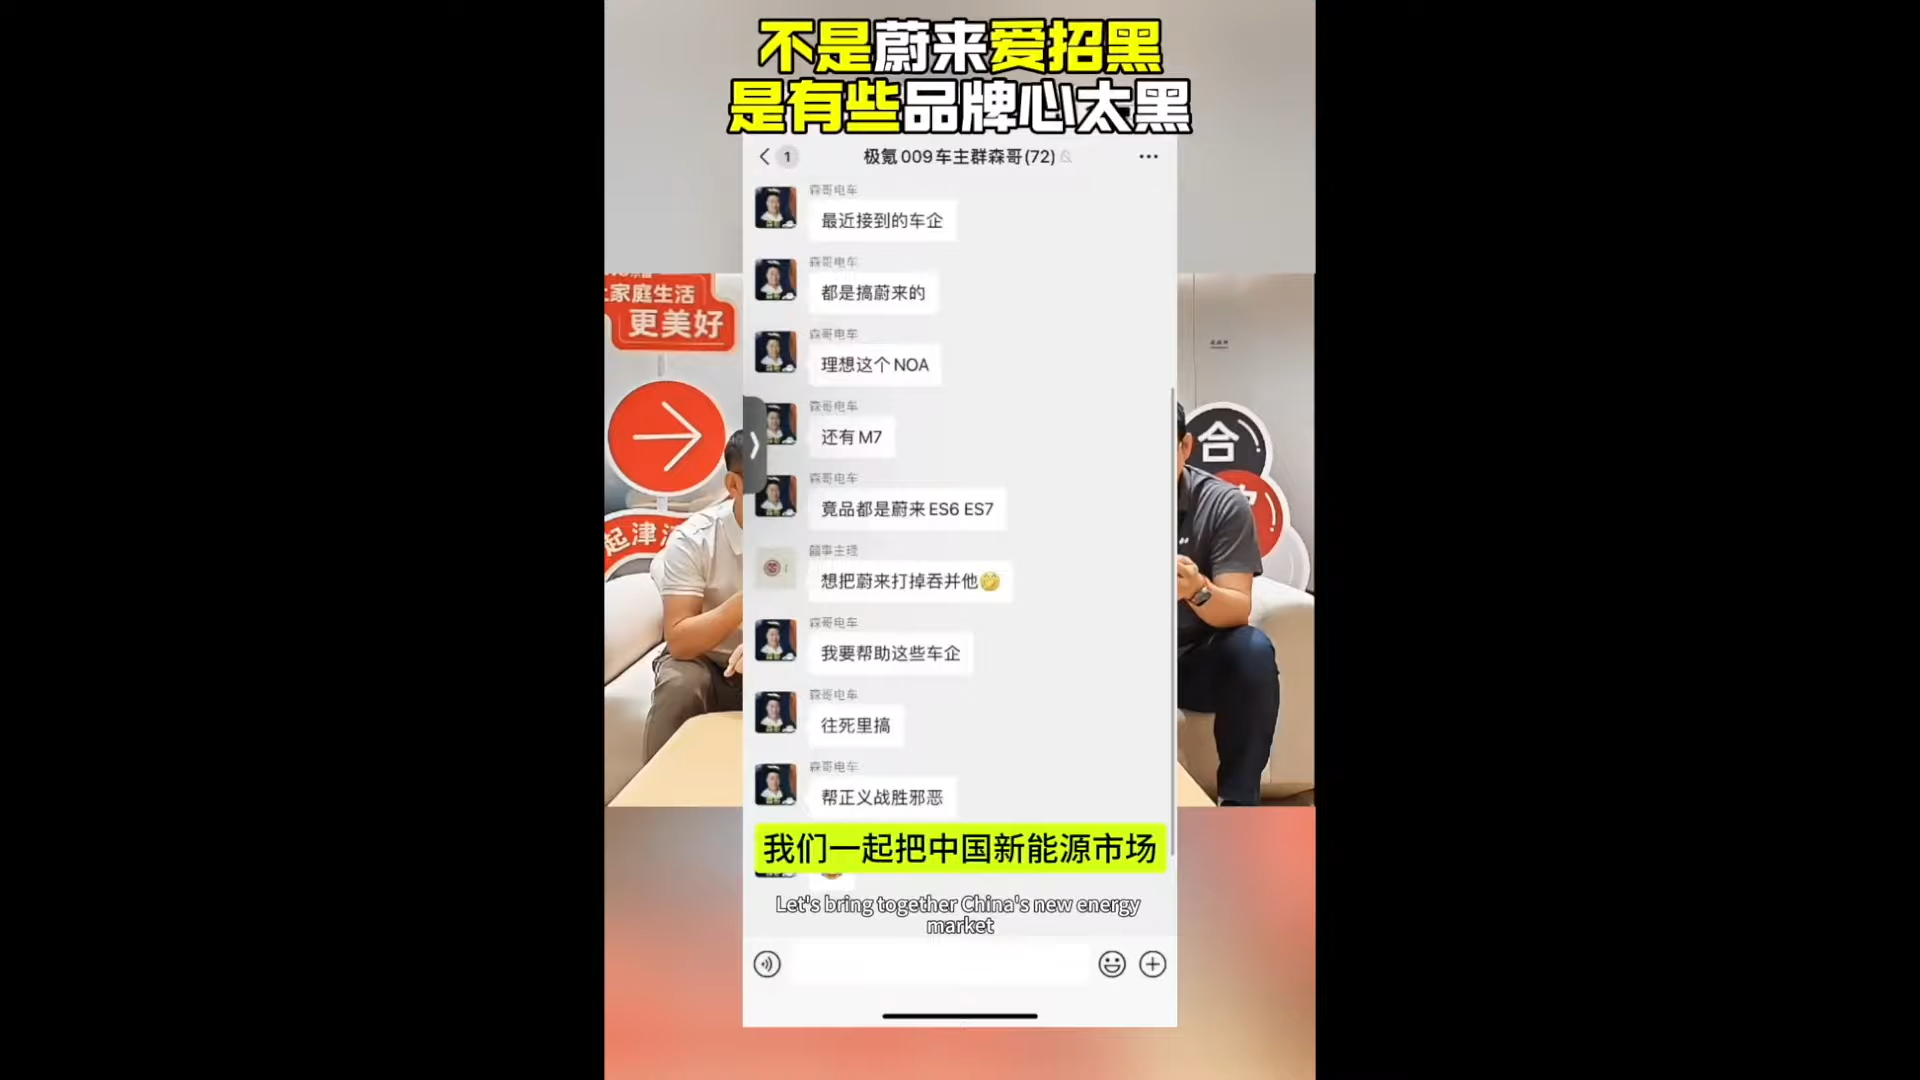 不是蔚来爱招黑
是有些品牌心太黑
1
极氪009车主群森哥(72)
森哥电车
最近接到的车企
森哥电车
都是搞蔚来的
森哥电车
理想这个NOA
森哥电车
还有M7
森哥电车
竟品都是蔚来ES6 ES7
想把蔚来打掉吞并他
森哥电车
我要帮助这些车企
森哥电车
往死里搞
森哥电车
帮正义战胜邪恶
我们一起把中国新能源市场
Let's bring together China's new energy
market
家庭生活
更美好
起津
合